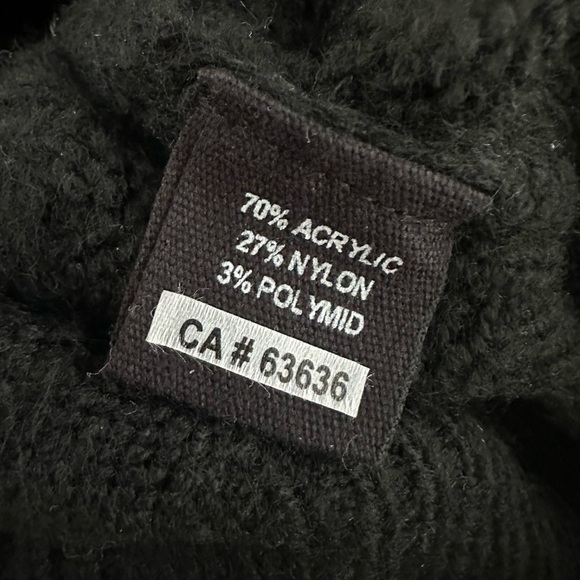 70% ACRYLIC
27% NYLON
3% POLYMID
CA # 63636